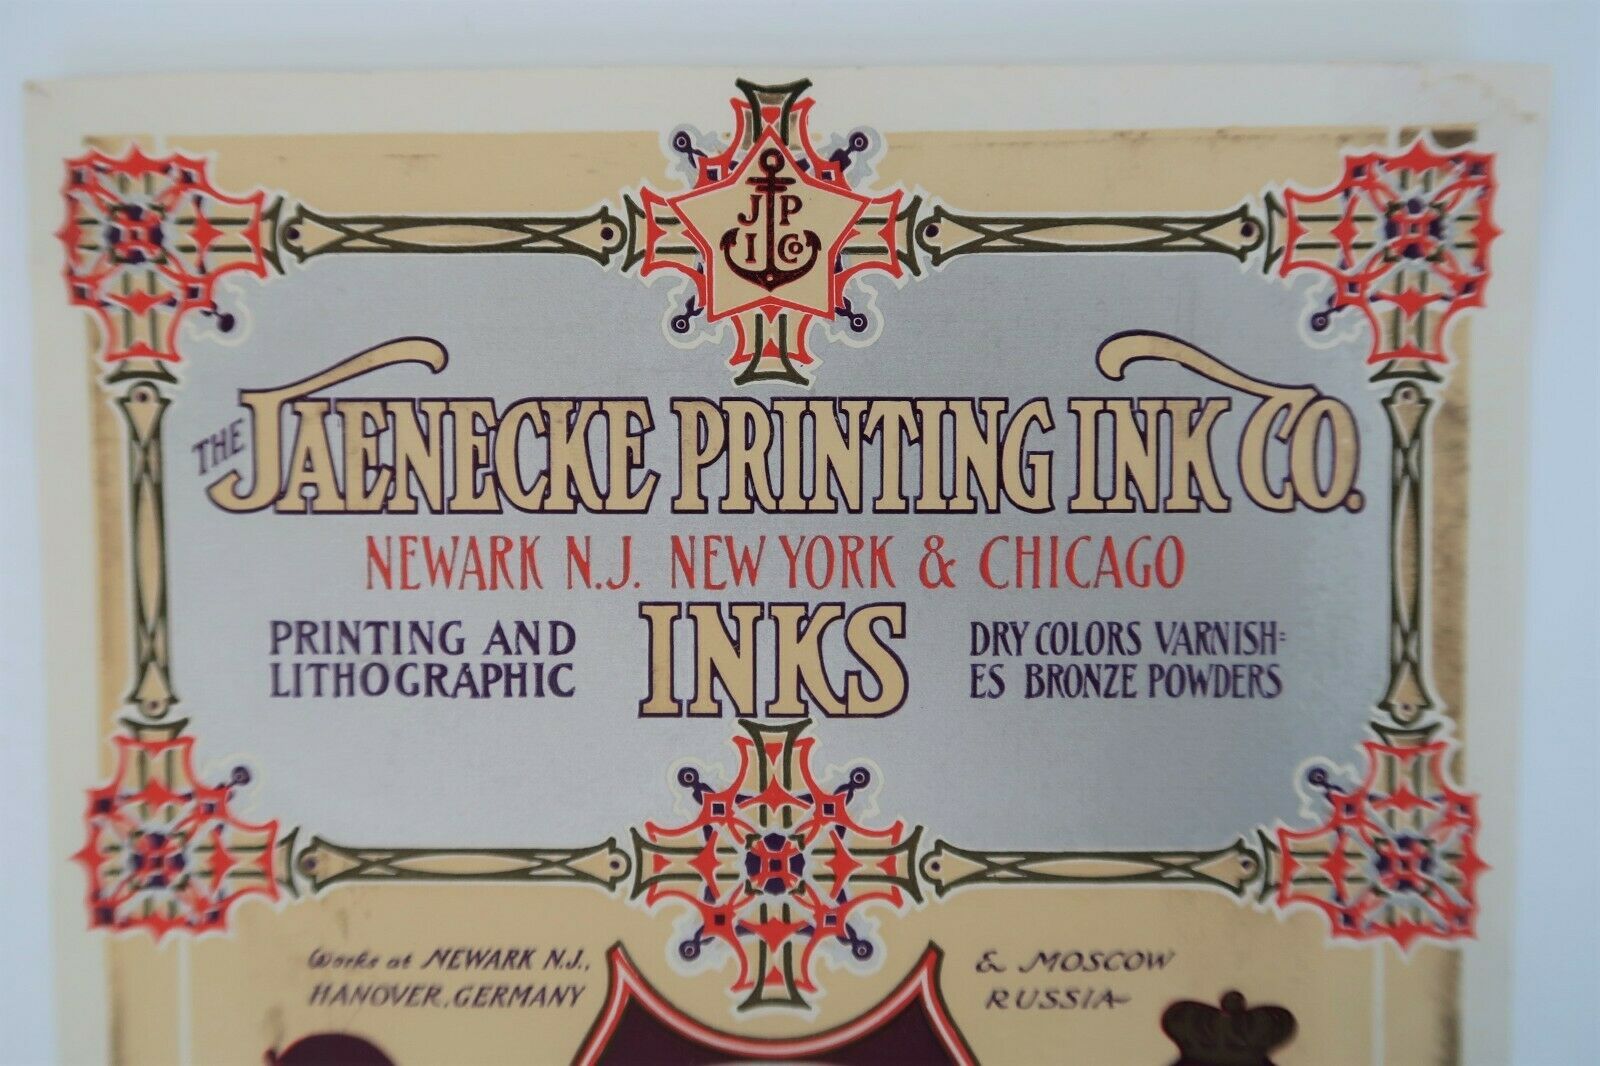 J P
I Co
THE JAENECKE PRINTING INK CO.
NEWARK N.J. NEW YORK & CHICAGO
PRINTING AND
LITHOGRAPHIC
INKS
DRY COLORS VARNISH=
ES BRONZE POWDERS
Works at NEWARK N.J.,
HANOVER, GERMANY
& MOSCOW
RUSSIA